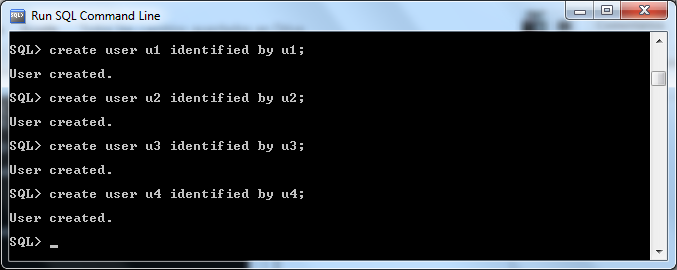 Run SQL Command Line
SQL> create user u1 identified by u1;
User created.
SQL> create user u2 identified by u2;
User created.
SQL> create user u3 identified by u3;
User created.
SQL> create user u4 identified by u4;
User created.
SQL> _